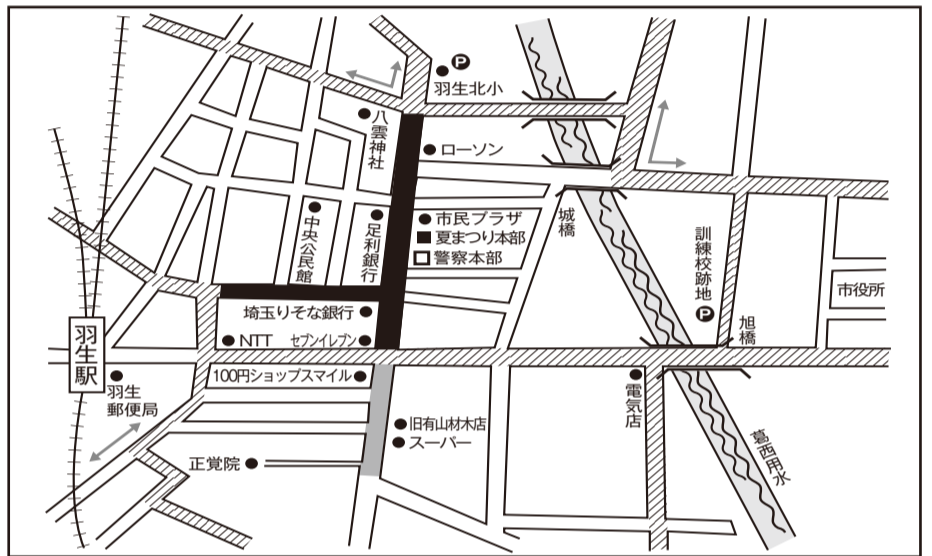 P
羽生北小
八雲神社
ローソン
中央公民館
足利銀行
市民プラザ
夏まつり本部
警察本部
城橋
訓練校跡地
P
市役所
旭橋
埼玉りそな銀行
NTT
セブンイレブン
羽生駅
羽生
郵便局
100円ショップスマイル
電気店
旧有山材木店
スーパー
正覚院
葛西用水